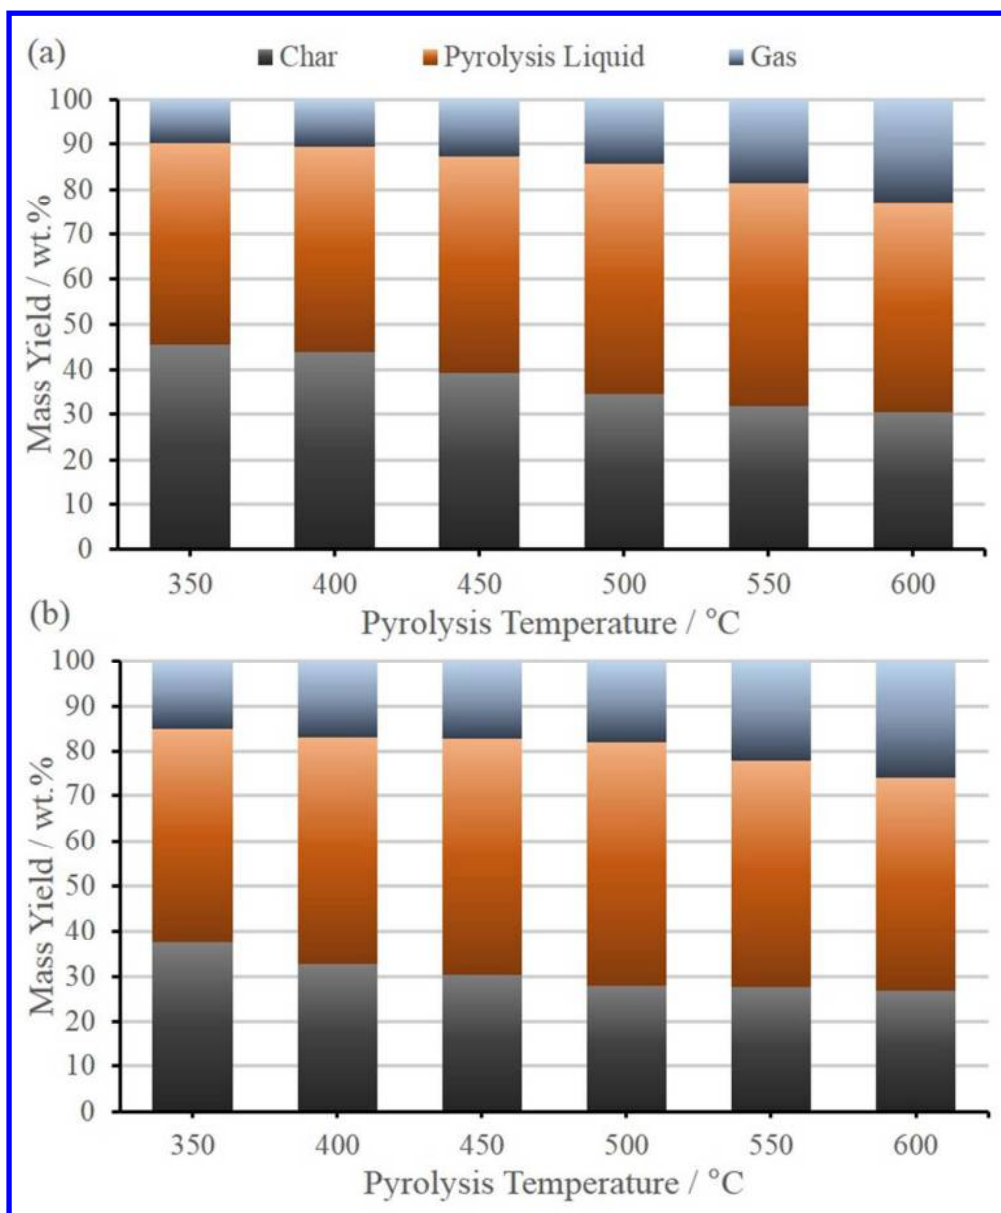 (a)
Char Pyrolysis Liquid Gas
100
90
80
70
60
50
40
30
20
10
0
Mass Yield / wt.%
350 400 450 500 550 600
Pyrolysis Temperature / °C
(b)
100
90
80
70
60
50
40
30
20
10
0
Mass Yield / wt.%
350 400 450 500 550 600
Pyrolysis Temperature / °C